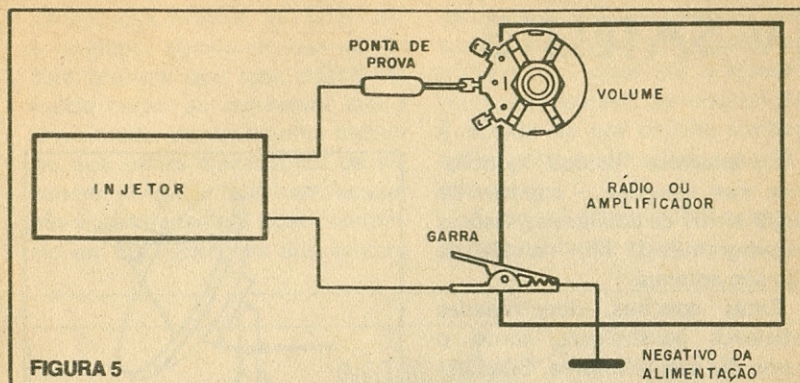 PONTA DE
PROVA
VOLUME
INJETOR
RÁDIO OU
AMPLIFICADOR
GARRA
NEGATIVO DA
ALIMENTAÇÃO
FIGURA 5